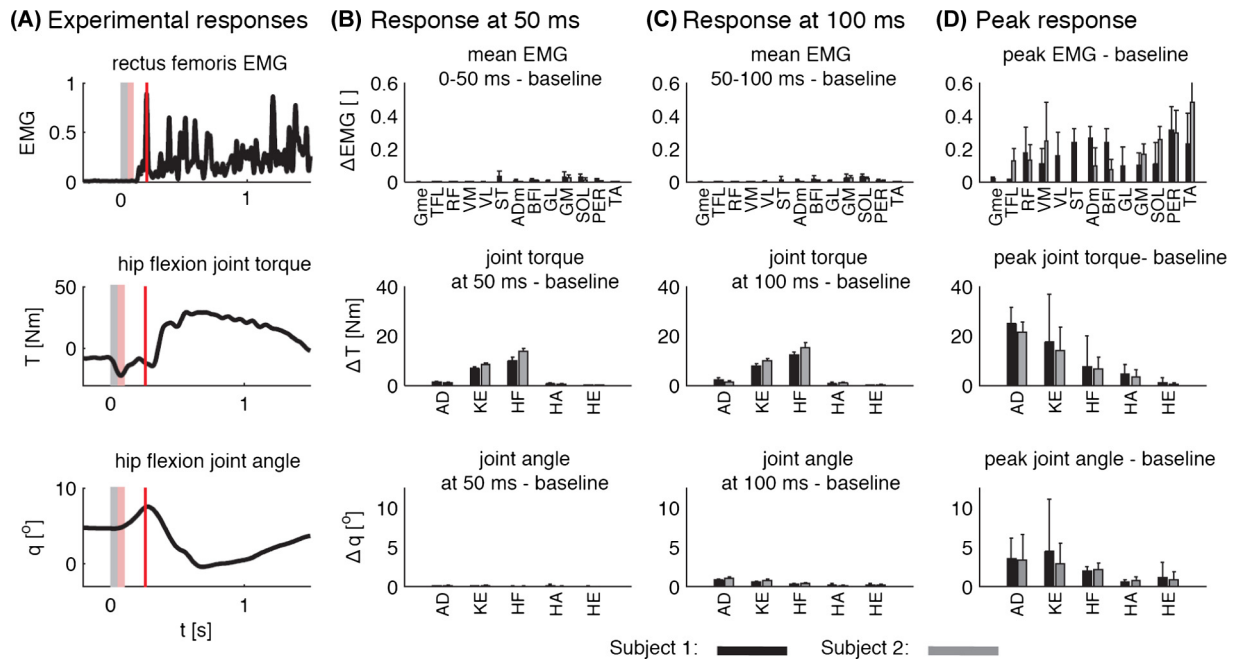 (A) Experimental responses
rectus femoris EMG
1
0.5
0
EMG
0
1
hip flexion joint torque
50
0
T [Nm]
0
1
hip flexion joint angle
10
0
q [o]
0
1
t [s]
(B) Response at 50 ms
mean EMG
0-50 ms - baseline
0.6
0.4
0.2
0
ΔEMG [ ]
Gme
TFL
RF
VM
VL
ST
ADm
BFl
GL
GM
SOL
PER
TA
joint torque
at 50 ms - baseline
40
20
0
ΔT [Nm]
AD
KE
HF
HA
HE
joint angle
at 50 ms - baseline
10
5
0
Δ q [o]
AD
KE
HF
HA
HE
(C) Response at 100 ms
mean EMG
50-100 ms - baseline
0.6
0.4
0.2
0
Gme
TFL
RF
VM
VL
ST
ADm
BFl
GL
GM
SOL
PER
TA
joint torque
at 100 ms - baseline
40
20
0
AD
KE
HF
HA
HE
joint angle
at 100 ms - baseline
10
5
0
AD
KE
HF
HA
HE
(D) Peak response
peak EMG - baseline
0.6
0.4
0.2
0
Gme
TFL
RF
VM
VL
ST
ADm
BFl
GL
GM
SOL
PER
TA
peak joint torque- baseline
40
20
0
AD
KE
HF
HA
HE
peak joint angle - baseline
10
5
0
AD
KE
HF
HA
HE
Subject 1:
Subject 2: